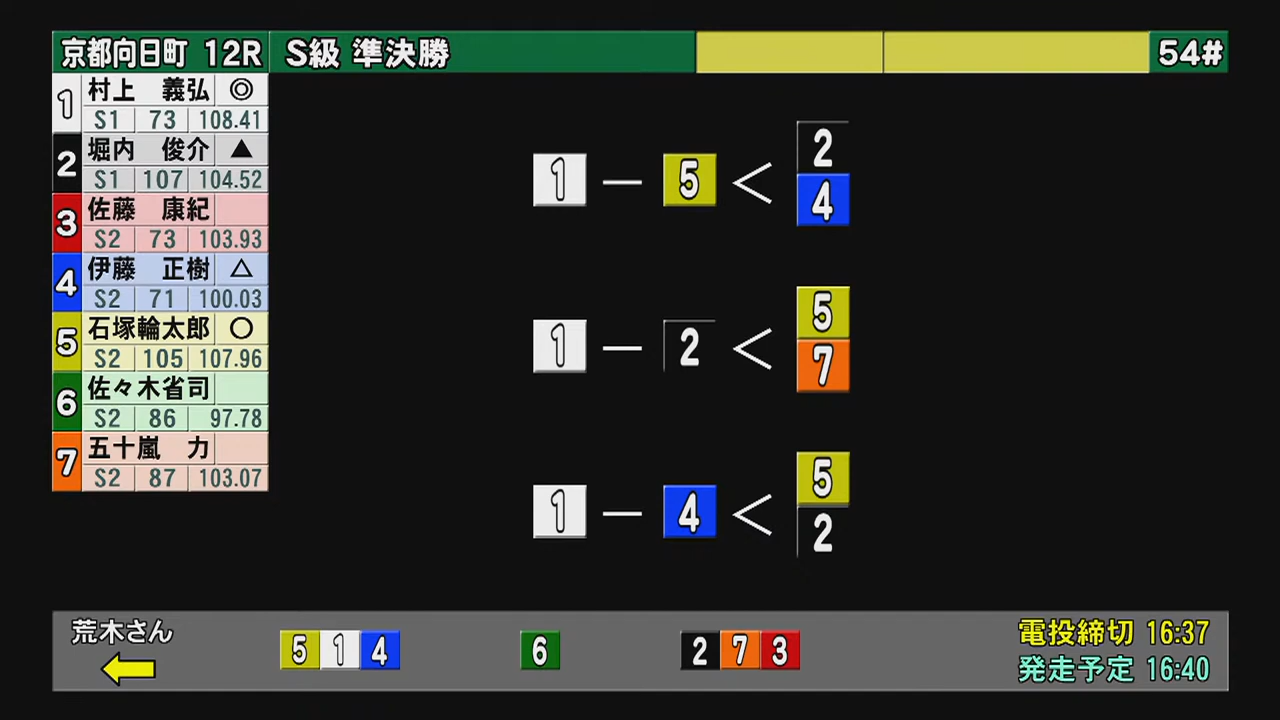 京都向日町 12R S級 準決勝 54#
1 村上 義弘 ◎
S1 73 108.41
2 堀内 俊介 ▲
S1 107 104.52
3 佐藤 康紀
S2 73 103.93
4 伊藤 正樹 △
S2 71 100.03
5 石塚輪太郎 ○
S2 105 107.96
6 佐々木省司
S2 86 97.78
7 五十嵐 力
S2 87 103.07
1 — 5 < 2 4
1 — 2 < 5 7
1 — 4 < 5 2
荒木さん
5 1 4 6 2 7 3
電投締切 16:37
発走予定 16:40